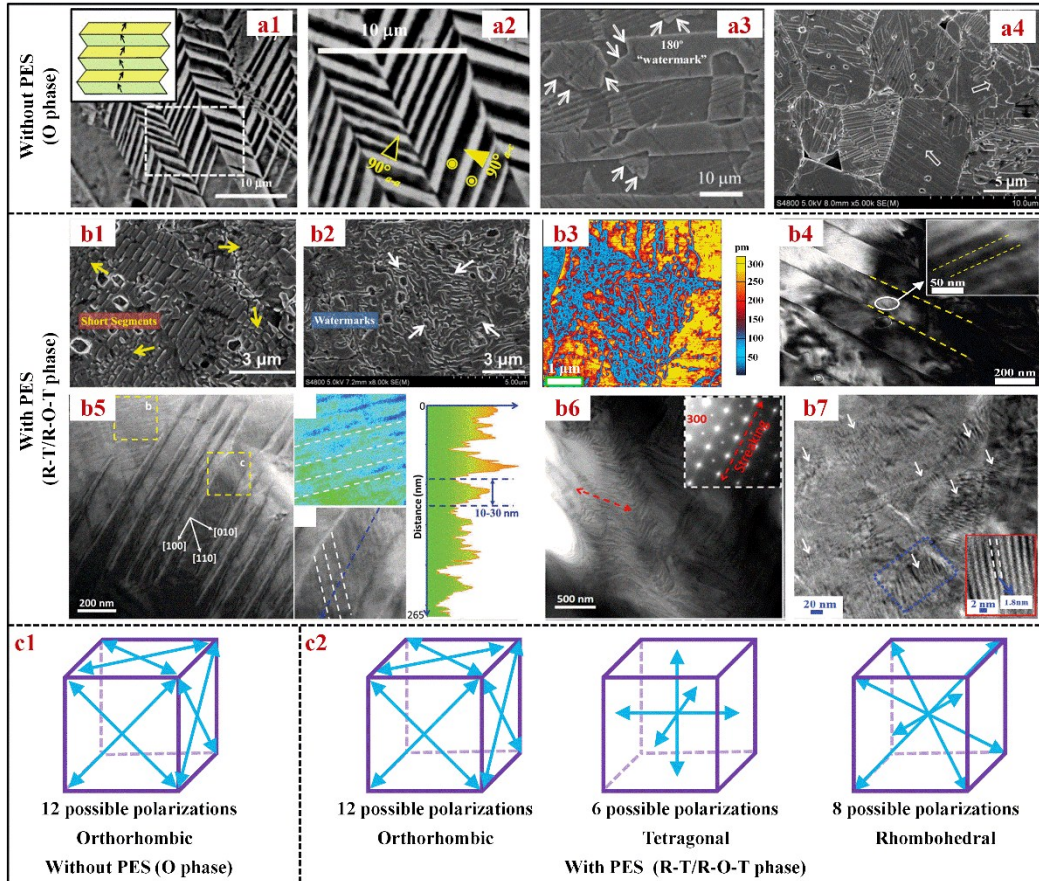 Without PES
(O phase)
a1
10 μm
a2
10 μm
90° a-a
90° a-c
a3
180°
“watermark”
10 μm
a4
5 μm
S4800 5.0kV 8.0mm x5.00k SE(M)
10.0um
With PES
(R-T/R-O-T phase)
b1
Short Segments
3 μm
b2
Watermarks
3 μm
S4800 5.0kV 7.2mm x8.00k SE(M)
5.00um
b3
1 μm
pm
300
250
200
150
100
50
b4
50 nm
200 nm
b5
b
c
[100]
[010]
[110]
200 nm
0
Distance (nm)
10-30 nm
265
b6
300
Streaking
500 nm
b7
20 nm
2 nm
1.8nm
c1
12 possible polarizations
Orthorhombic
Without PES (O phase)
c2
12 possible polarizations
Orthorhombic
6 possible polarizations
Tetragonal
8 possible polarizations
Rhombohedral
With PES (R-T/R-O-T phase)